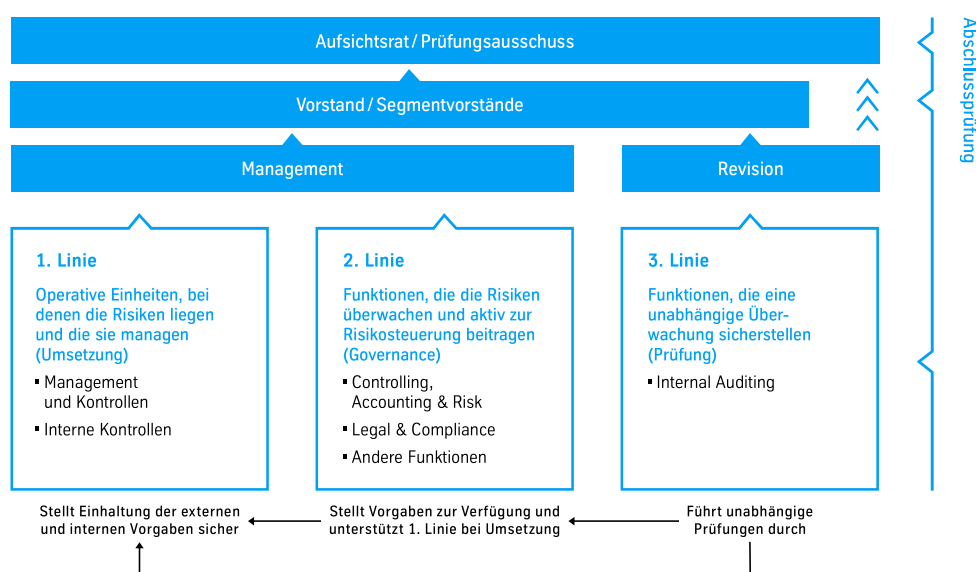 Aufsichtsrat / Prüfungsausschuss
Vorstand / Segmentvorstände
Management
Revision
Abschlussprüfung
1. Linie
Operative Einheiten, bei
denen die Risiken liegen
und die sie managen
(Umsetzung)
▪ Management
und Kontrollen
▪ Interne Kontrollen
2. Linie
Funktionen, die die Risiken
überwachen und aktiv zur
Risikosteuerung beitragen
(Governance)
▪ Controlling,
Accounting & Risk
▪ Legal & Compliance
▪ Andere Funktionen
3. Linie
Funktionen, die eine
unabhängige Über-
wachung sicherstellen
(Prüfung)
▪ Internal Auditing
Stellt Einhaltung der externen
und internen Vorgaben sicher
Stellt Vorgaben zur Verfügung und
unterstützt 1. Linie bei Umsetzung
Führt unabhängige
Prüfungen durch